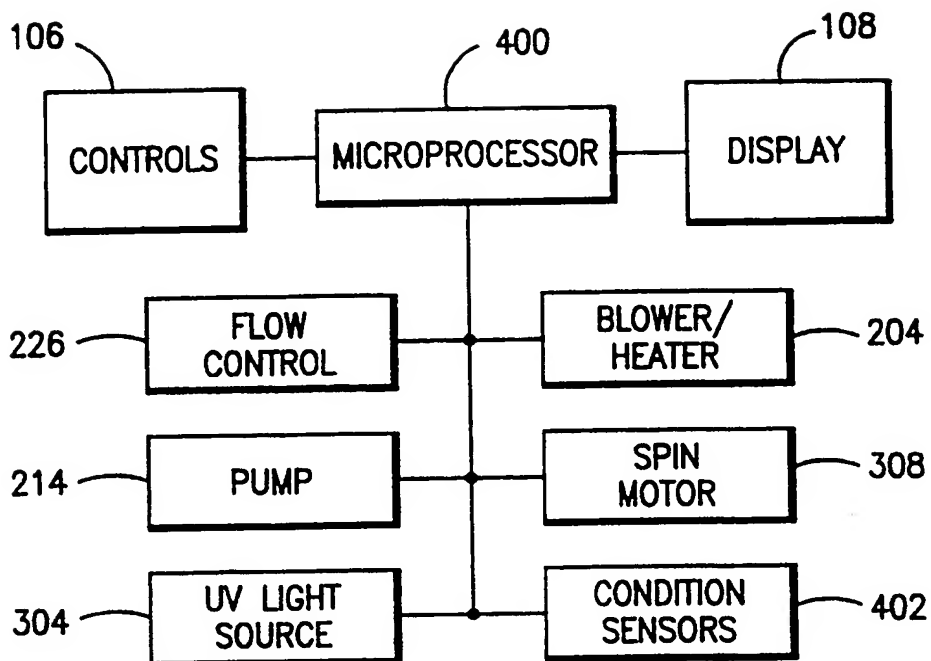 106
400
108
CONTROLS
MICROPROCESSOR
DISPLAY
226
FLOW
CONTROL
BLOWER/
HEATER
204
214
PUMP
SPIN
MOTOR
308
304
UV LIGHT
SOURCE
CONDITION
SENSORS
402